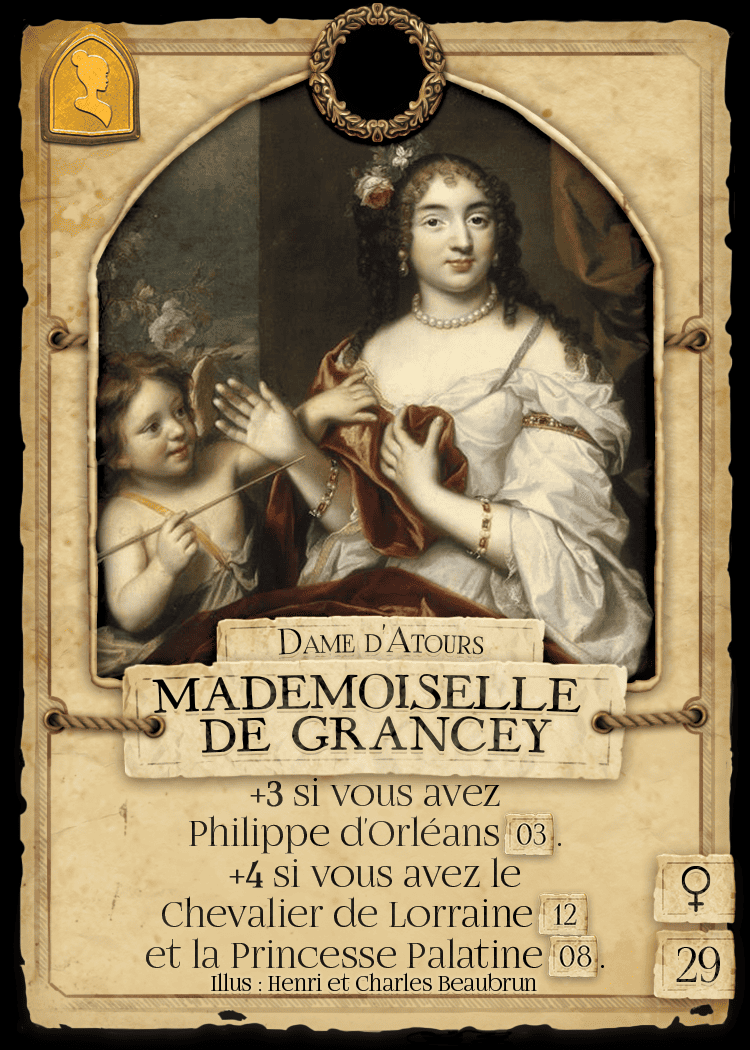 Dame d'Atours
MADEMOISELLE
DE GRANCEY
+3 si vous avez
Philippe d'Orléans 03.
+4 si vous avez le
Chevalier de Lorraine 12
et la Princesse Palatine 08.
Illus : Henri et Charles Beaubrun
♀
29